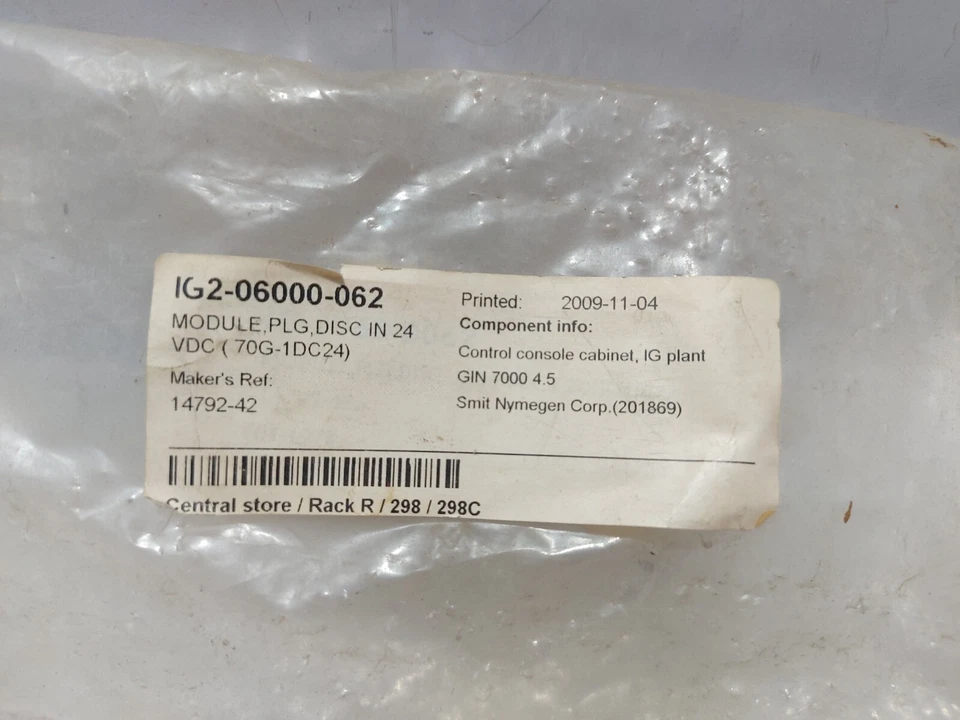 IG2-06000-062
MODULE,PLG,DISC IN 24
VDC ( 70G-1DC24)
Maker's Ref:
14792-42
Printed: 2009-11-04
Component info:
Control console cabinet, IG plant
GIN 7000 4.5
Smit Nymegen Corp.(201869)
Central store / Rack R / 298 / 298C